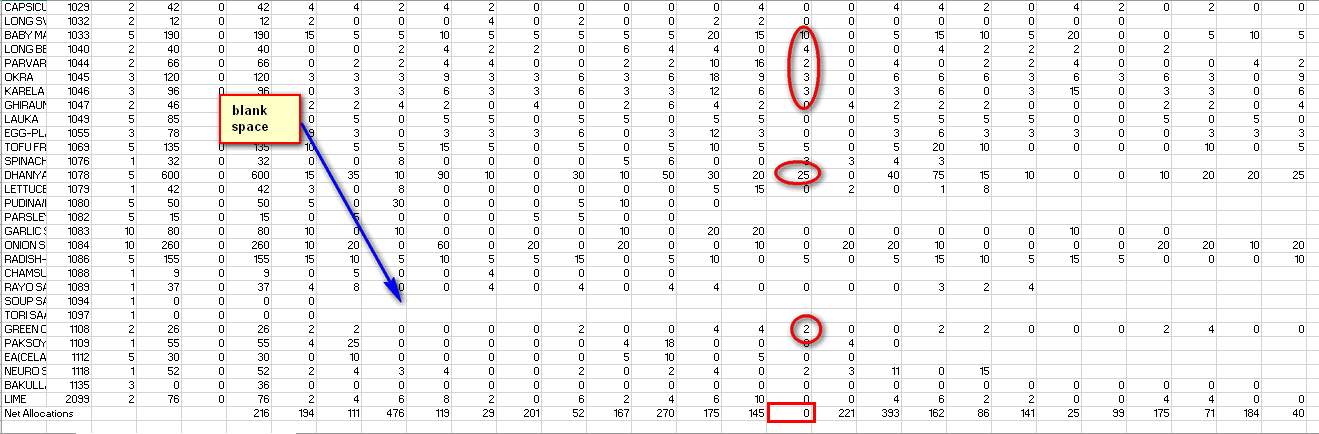 CAPSICU 1029 2 42 0 42 4 4 2 4 2 0 0 0 0 0 4 0 0 0 4 2 0 4 2 0 2 0 0
LONG SV 1032 2 12 0 12 2 0 0 0 4 0 2 0 0 2 0 0 0 0 2 0 0 0 0 0 0 0 0
BABY MA 1033 5 190 0 190 15 5 5 10 5 5 5 5 5 20 15 10 0 5 15 10 5 20 0 0 5 10 5
LONG BE 1040 2 40 0 40 0 0 2 4 2 2 0 6 4 4 0 4 0 0 4 2 2 2 2 0 2 0 0
PARVAR 1044 2 66 0 66 0 2 4 4 0 0 2 2 2 10 16 2 0 4 4 2 2 2 2 0 0 4 2
OKRA 1045 3 120 0 120 3 3 3 9 3 3 6 3 6 18 9 3 0 6 6 6 3 6 3 6 3 0 9
KARELA 1046 3 96 0 96 3 3 3 6 3 3 3 3 3 12 6 3 0 3 6 3 0 15 3 0 3 0 6
GHIRAUN 1047 2 46 0 2 2 4 2 0 4 0 2 6 4 2 0 4 2 2 2 0 0 0 0 2 2 0 4
LAUKA 1049 5 85 0 0 5 0 5 5 0 5 5 5 5 5 0 0 0 5 5 0 0 5 5 5 5 5 5
EGG-PLA 1055 3 78 0 9 3 0 3 3 3 6 0 3 12 3 0 0 3 6 3 3 3 0 3 0 3 3 3
TOFU FR 1069 5 135 0 135 10 5 5 15 5 0 5 0 5 10 5 5 0 5 20 10 0 0 0 0 10 0 5
SPINACH 1076 1 32 0 32 0 0 8 0 0 0 0 5 6 0 0 3 3 4 3
DHANIYA 1078 5 600 0 600 15 35 10 90 10 0 30 10 50 30 20 25 0 40 75 15 10 0 0 10 20 20 25
LETTUCE 1079 1 42 0 42 3 0 8 0 0 0 0 0 0 5 15 0 2 0 1 8
PUDINA/I 1080 5 50 0 50 5 0 30 0 0 0 5 10 0 0
PARSLEY 1082 5 15 0 15 0 5 0 0 0 5 5 0 0
GARLIC S 1083 10 80 0 80 10 0 10 0 0 0 0 10 0 20 20 0 0 0 0 0 0 10 0 0 0 0 0
ONION S 1084 10 260 0 260 10 20 0 60 0 20 0 20 0 0 10 0 20 20 10 0 0 0 0 20 20 10 20
RADISH- 1086 5 155 0 155 15 10 5 10 5 5 15 0 5 10 0 5 0 5 15 10 5 15 5 0 0 0 10
CHAMSU 1088 1 9 0 9 0 5 0 0 4 0 0 0 0
RAYO SA 1089 1 37 0 37 4 8 0 0 4 0 4 0 4 4 0 0 0 0 3 2 4
SOUP SA 1094 1 0 0 0 0
TORI SAA 1097 1 0 0 0 0
GREEN C 1108 2 26 0 26 2 2 0 0 0 0 2 0 0 4 4 2 0 0 2 2 0 0 0 2 4 0 0
PAKSOY 1109 1 55 0 55 4 25 0 0 0 0 0 4 18 0 0 0 4 0
EA(CELA 1112 5 30 0 30 0 10 0 0 0 0 0 5 10 0 5 0 0
NEURO S 1118 1 52 0 52 2 4 3 4 0 0 2 0 2 4 0 2 3 11 0 15
BAKULLA 1135 3 0 0 36 0 0 0 0 0 0 0 0 0 0 0 0 0 0 0 0 0 0 0 0 0 0 0
LIME 2099 2 76 0 76 2 4 6 8 2 0 6 2 4 6 10 0 0 4 6 2 2 0 0 4 2 0 4
Net Allocations 216 194 111 476 119 29 201 52 167 270 175 145 0 221 393 162 86 141 25 99 175 71 184 40
blank
space